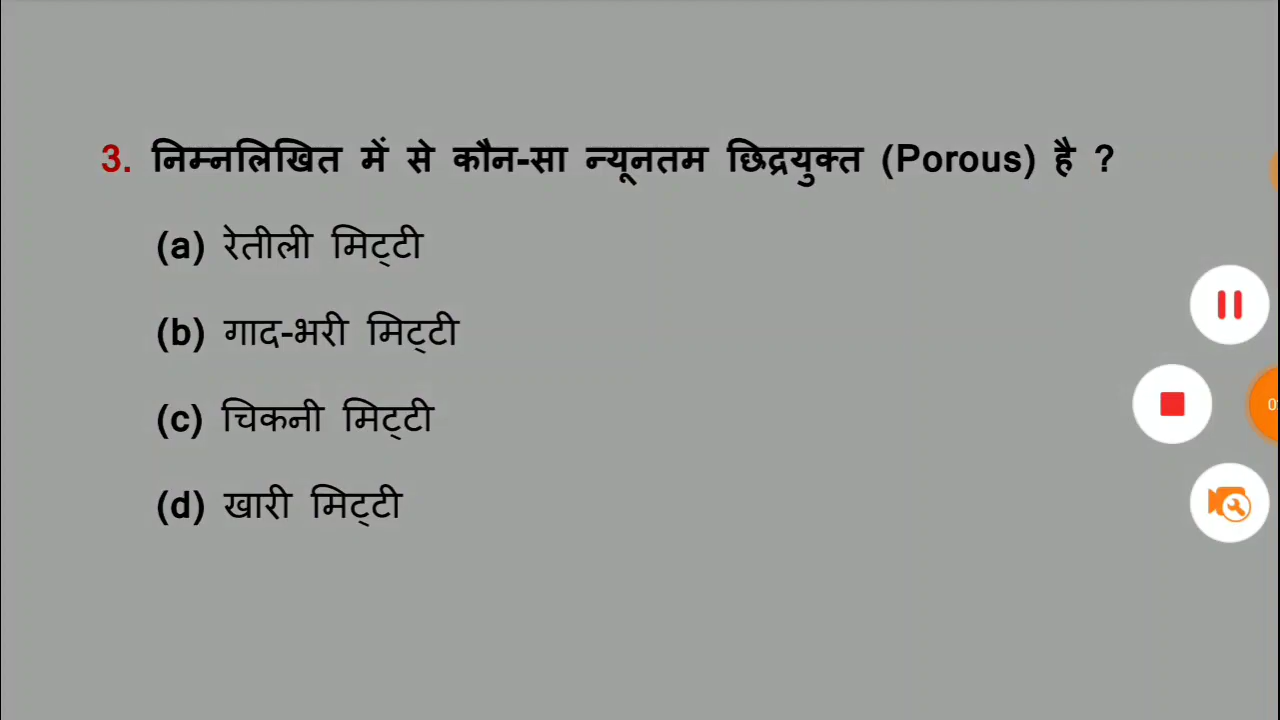 3. निम्नलिखित में से कौन-सा न्यूनतम छिद्रयुक्त (Porous) है ?
(a) रेतीली मिट्टी
(b) गाद-भरी मिट्टी
(c) चिकनी मिट्टी
(d) खारी मिट्टी